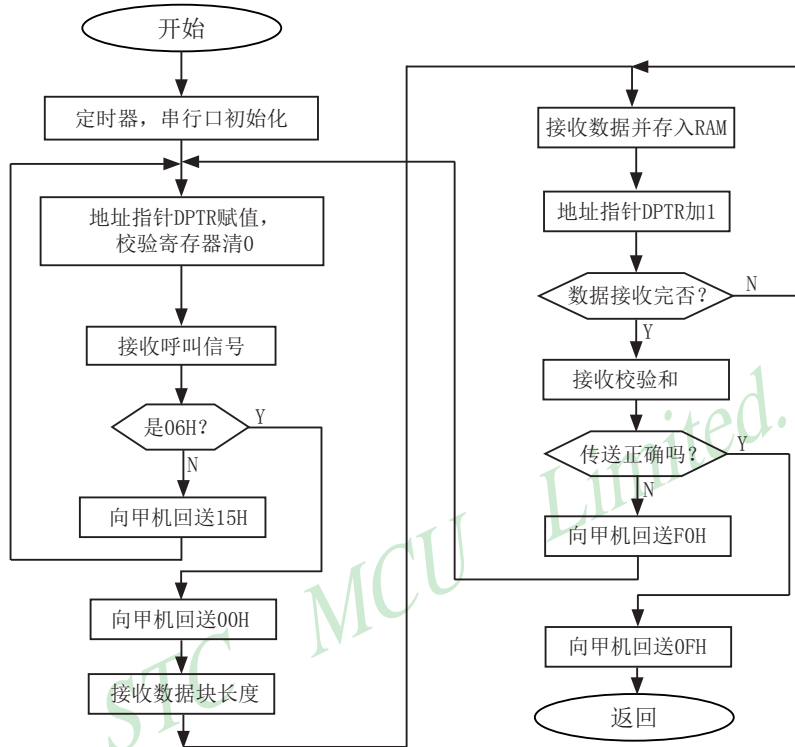 开始
定时器，串行口初始化
地址指针DPTR赋值，
校验寄存器清0
接收呼叫信号
是06H？
Y
N
向甲机回送15H
向甲机回送00H
接收数据块长度
接收数据并存入RAM
地址指针DPTR加1
数据接收完否？
N
Y
接收校验和
传送正确吗？
Y
N
向甲机回送F0H
向甲机回送0FH
返回
STC MCU Limited.